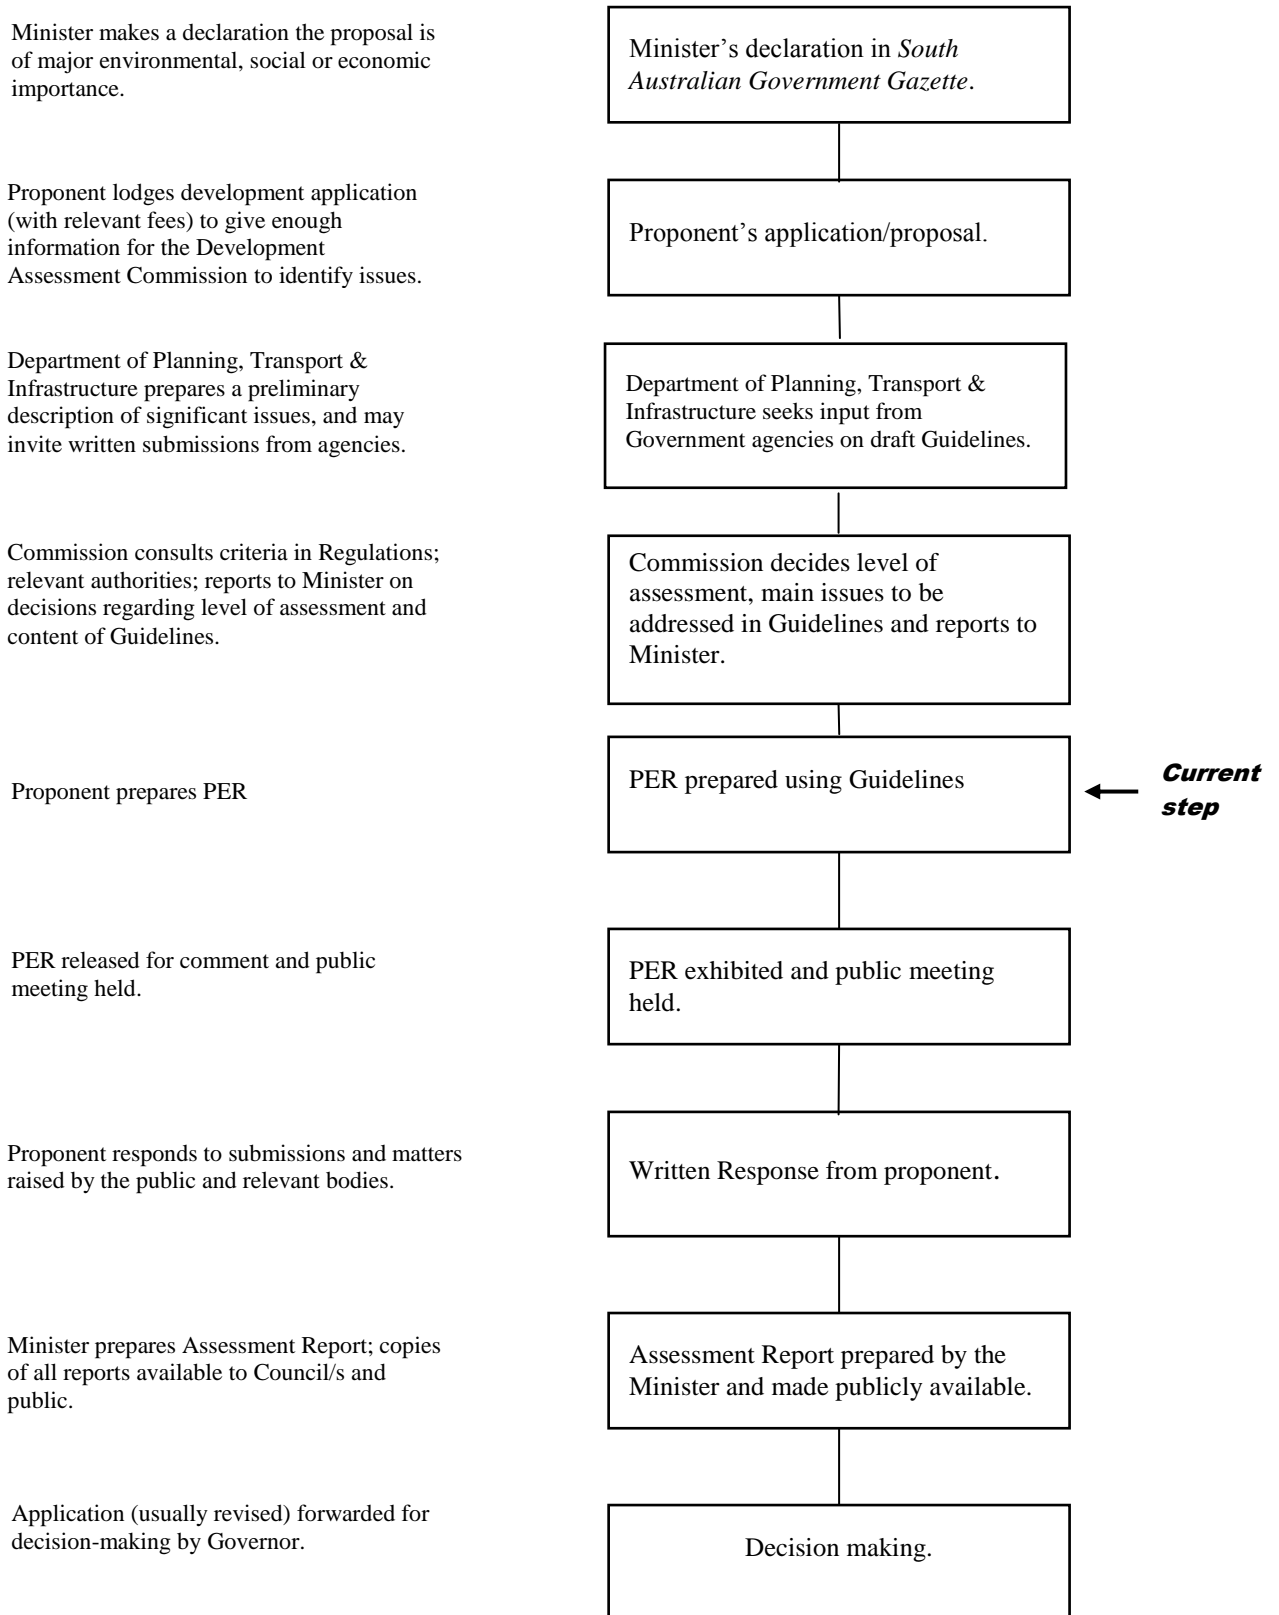 Minister makes a declaration the proposal is
of major environmental, social or economic
importance.
Minister’s declaration in South
Australian Government Gazette.
Proponent lodges development application
(with relevant fees) to give enough
information for the Development
Assessment Commission to identify issues.
Proponent’s application/proposal.
Department of Planning, Transport &
Infrastructure prepares a preliminary
description of significant issues, and may
invite written submissions from agencies.
Department of Planning, Transport &
Infrastructure seeks input from
Government agencies on draft Guidelines.
Commission consults criteria in Regulations;
relevant authorities; reports to Minister on
decisions regarding level of assessment and
content of Guidelines.
Commission decides level of
assessment, main issues to be
addressed in Guidelines and reports to
Minister.
Proponent prepares PER
PER prepared using Guidelines
Current
step
PER released for comment and public
meeting held.
PER exhibited and public meeting
held.
Proponent responds to submissions and matters
raised by the public and relevant bodies.
Written Response from proponent.
Minister prepares Assessment Report; copies
of all reports available to Council/s and
public.
Assessment Report prepared by the
Minister and made publicly available.
Application (usually revised) forwarded for
decision-making by Governor.
Decision making.